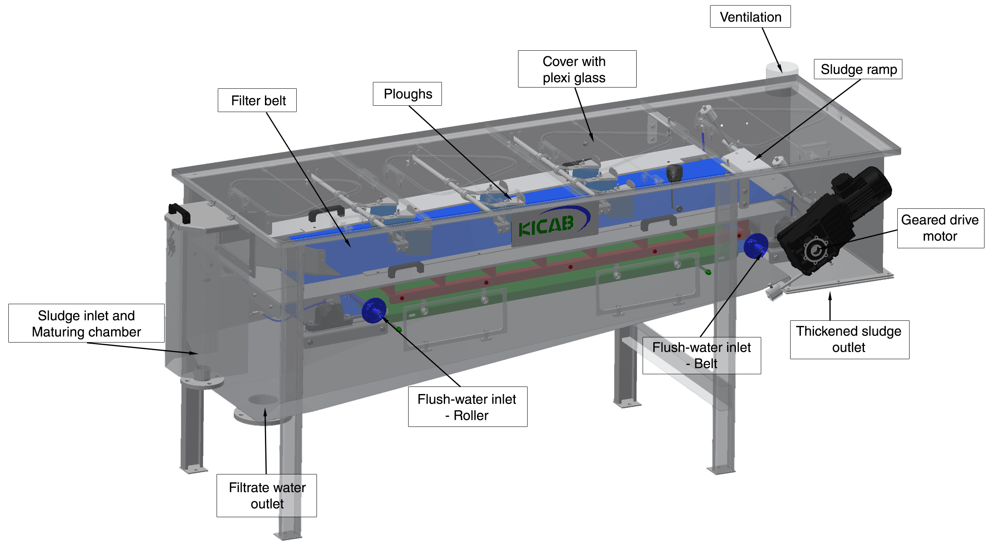 Ventilation
Cover with
plexi glass
Sludge ramp
Ploughs
Filter belt
KICAB
Geared drive
motor
Sludge inlet and
Maturing chamber
Thickened sludge
outlet
Flush-water inlet
- Belt
Flush-water inlet
- Roller
Filtrate water
outlet